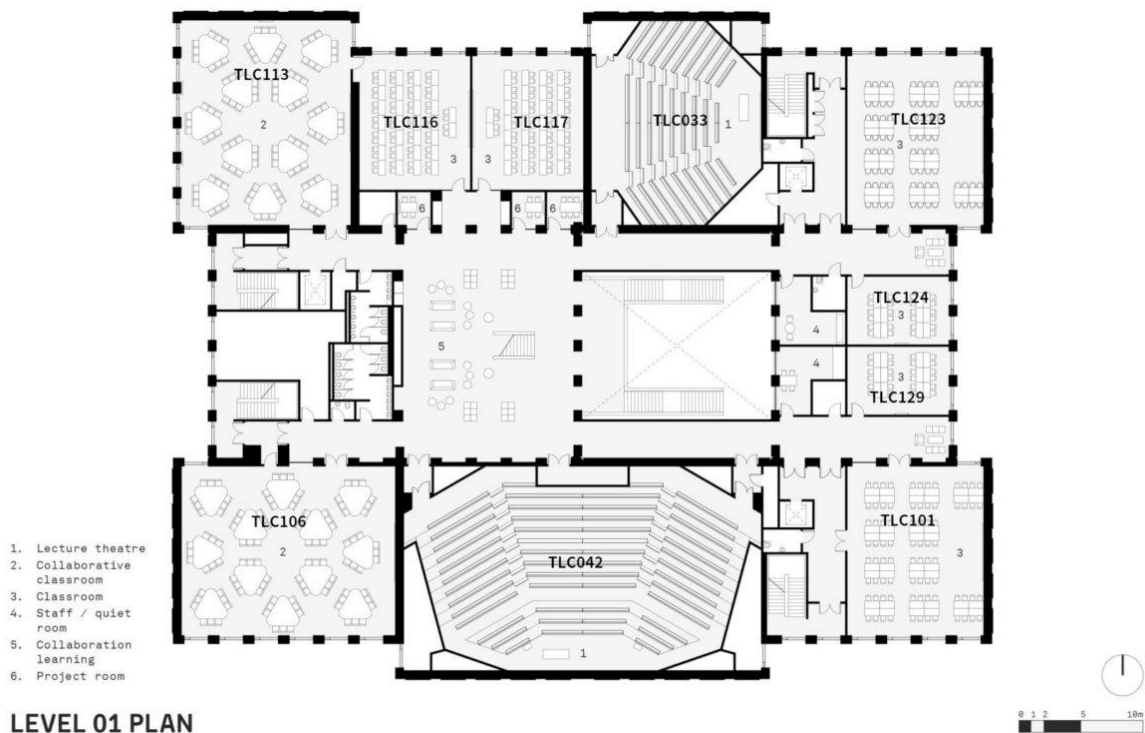 TLC113
2
TLC116
3
TLC117
3
TLC033
1
TLC123
3
6
6
6
TLC124
3
4
5
4
3
TLC129
TLC106
2
TLC042
1
TLC101
3
1. Lecture theatre
2. Collaborative
classroom
3. Classroom
4. Staff / quiet
room
5. Collaboration
learning
6. Project room
LEVEL 01 PLAN
0 1 2 5 10m